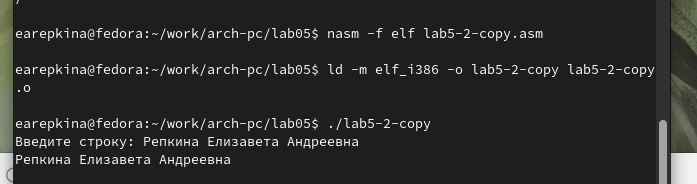 earepkina@fedora:~/work/arch-pc/lab05$ nasm -f elf lab5-2-copy.asm
earepkina@fedora:~/work/arch-pc/lab05$ ld -m elf_i386 -o lab5-2-copy lab5-2-copy
.o
earepkina@fedora:~/work/arch-pc/lab05$ ./lab5-2-copy
Введите строку: Репкина Елизавета Андреевна
Репкина Елизавета Андреевна